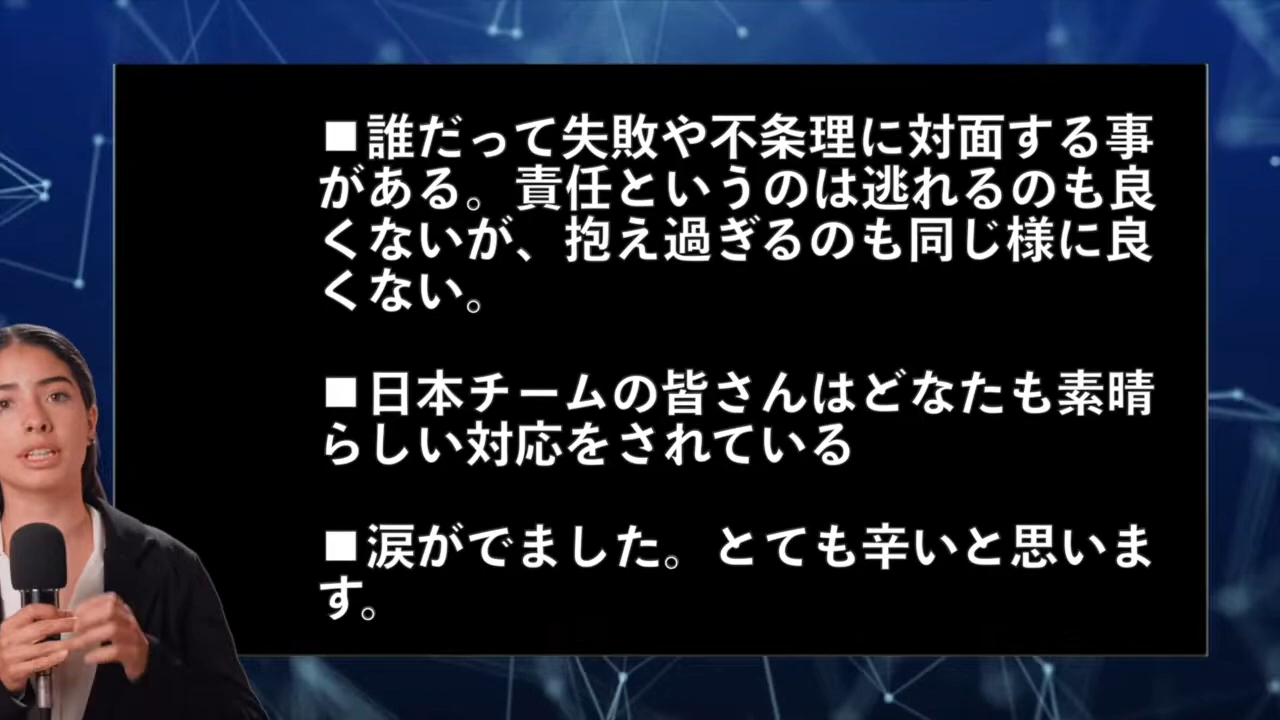 ■誰だって失敗や不条理に対面する事
がある。責任というのは逃れるのも良
くないが、抱え過ぎるのも同じ様に良
くない。
■日本チームの皆さんはどなたも素晴
らしい対応をされている
■涙がでました。とても辛いと思いま
す。